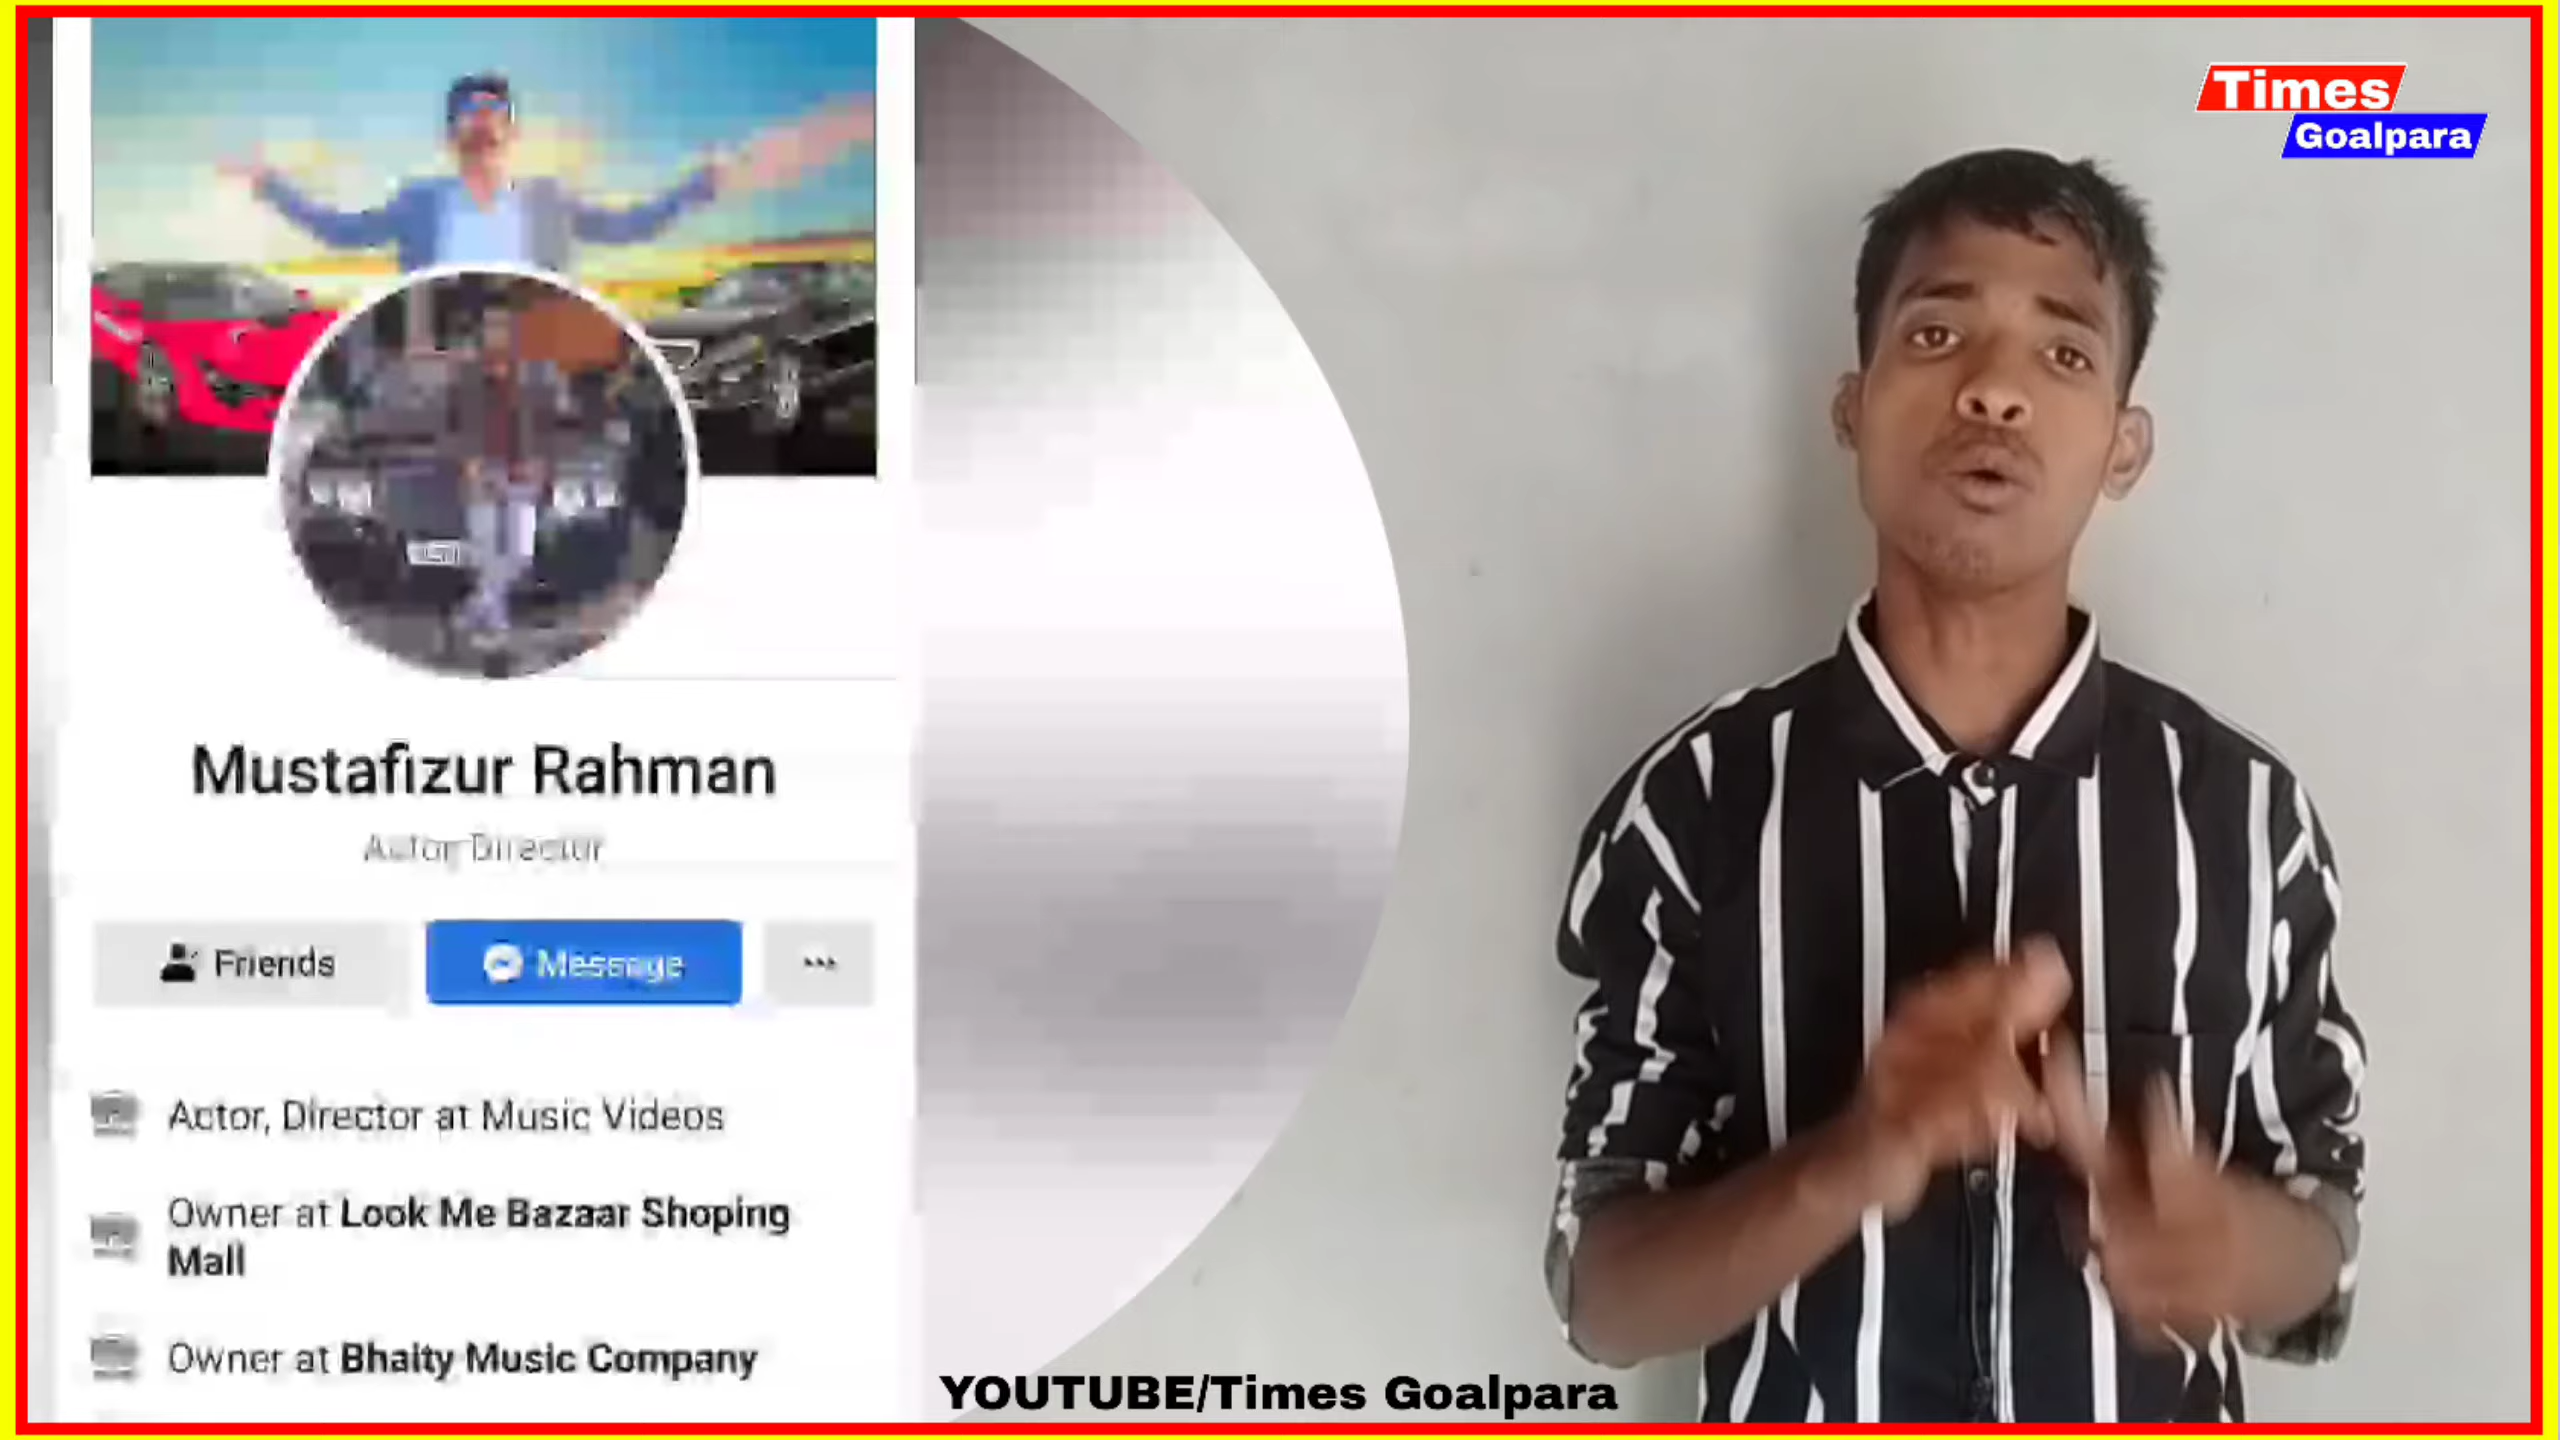 Times
Goalpara
Mustafizur Rahman
Actor Director
Friends
Message
Actor, Director at Music Videos
Owner at Look Me Bazaar Shoping
Mall
Owner at Bhaity Music Company
YOUTUBE/Times Goalpara